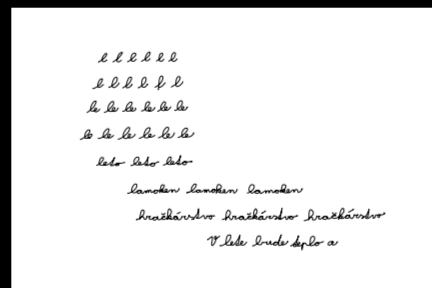 l l l l l l
l l l l f l
le le le le le le
le le le le le le
leto leto leto
lamoken lamoken lamoken
hračkárstvo hračkárstvo hračkárstvo
V lete bude teplo a